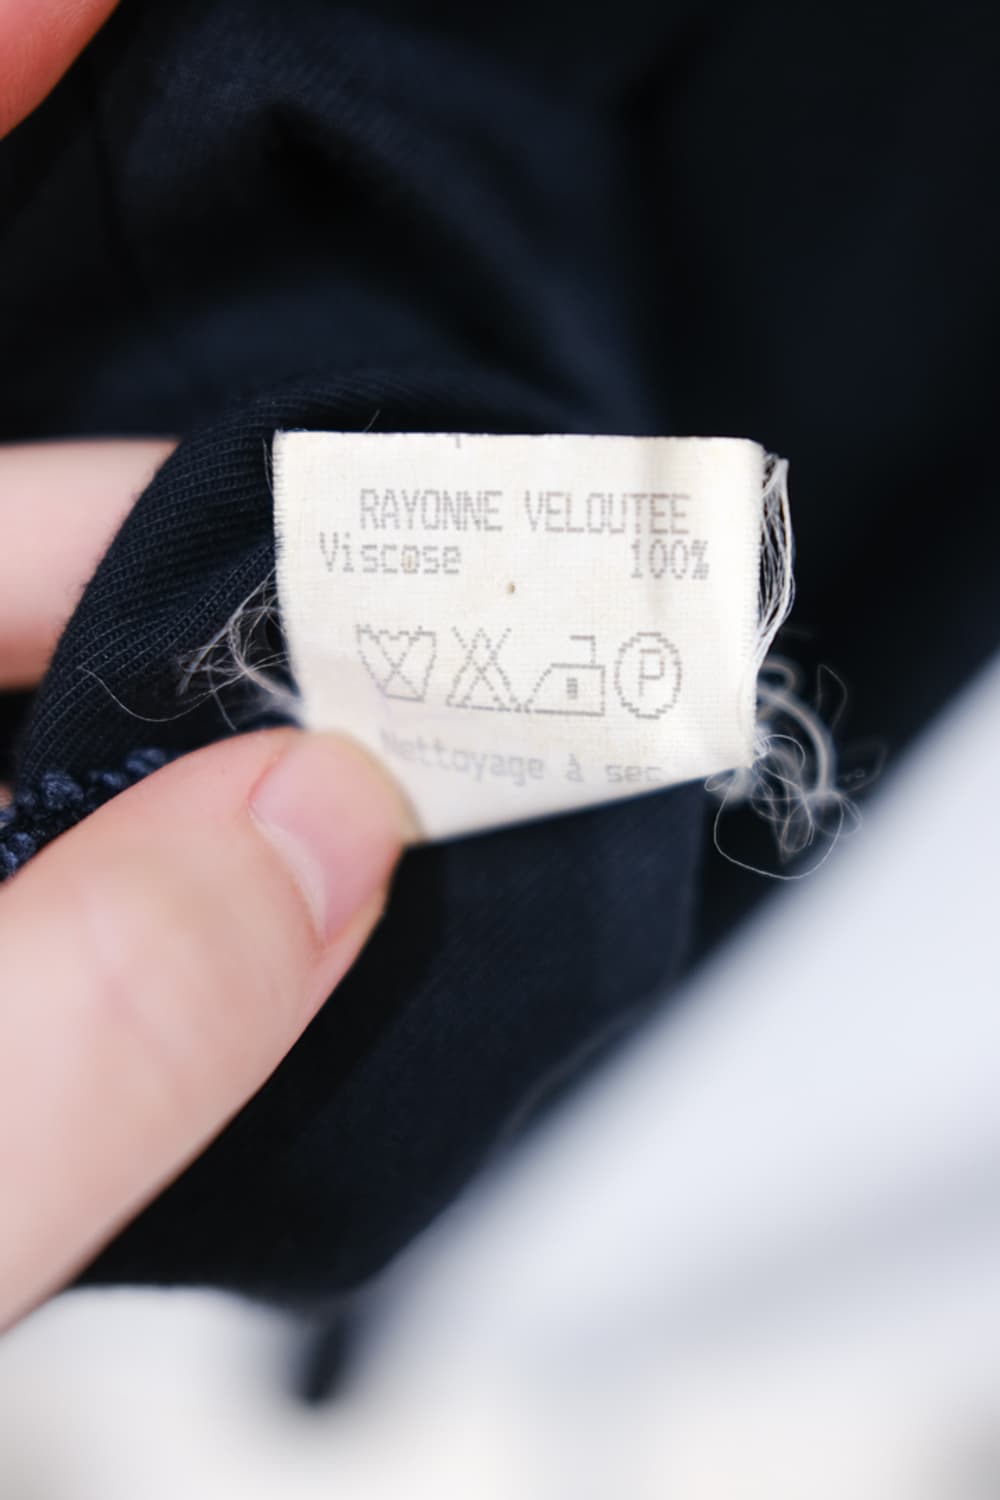 RAYONNE VELOUTEE
Viscose 100%
P
Nettoyage à sec